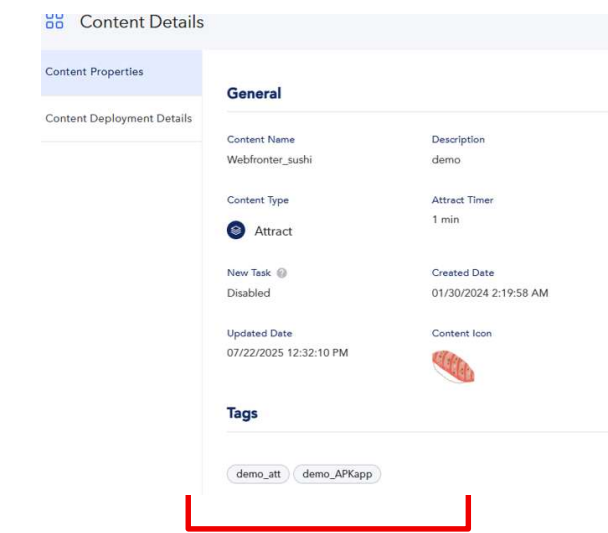 Content Details
Content Properties
Content Deployment Details
General
Content Name
Webfronter_sushi
Description
demo
Content Type
Attract
Attract Timer
1 min
New Task
Disabled
Created Date
01/30/2024 2:19:58 AM
Updated Date
07/22/2025 12:32:10 PM
Content Icon
Tags
demo_att demo_APKapp